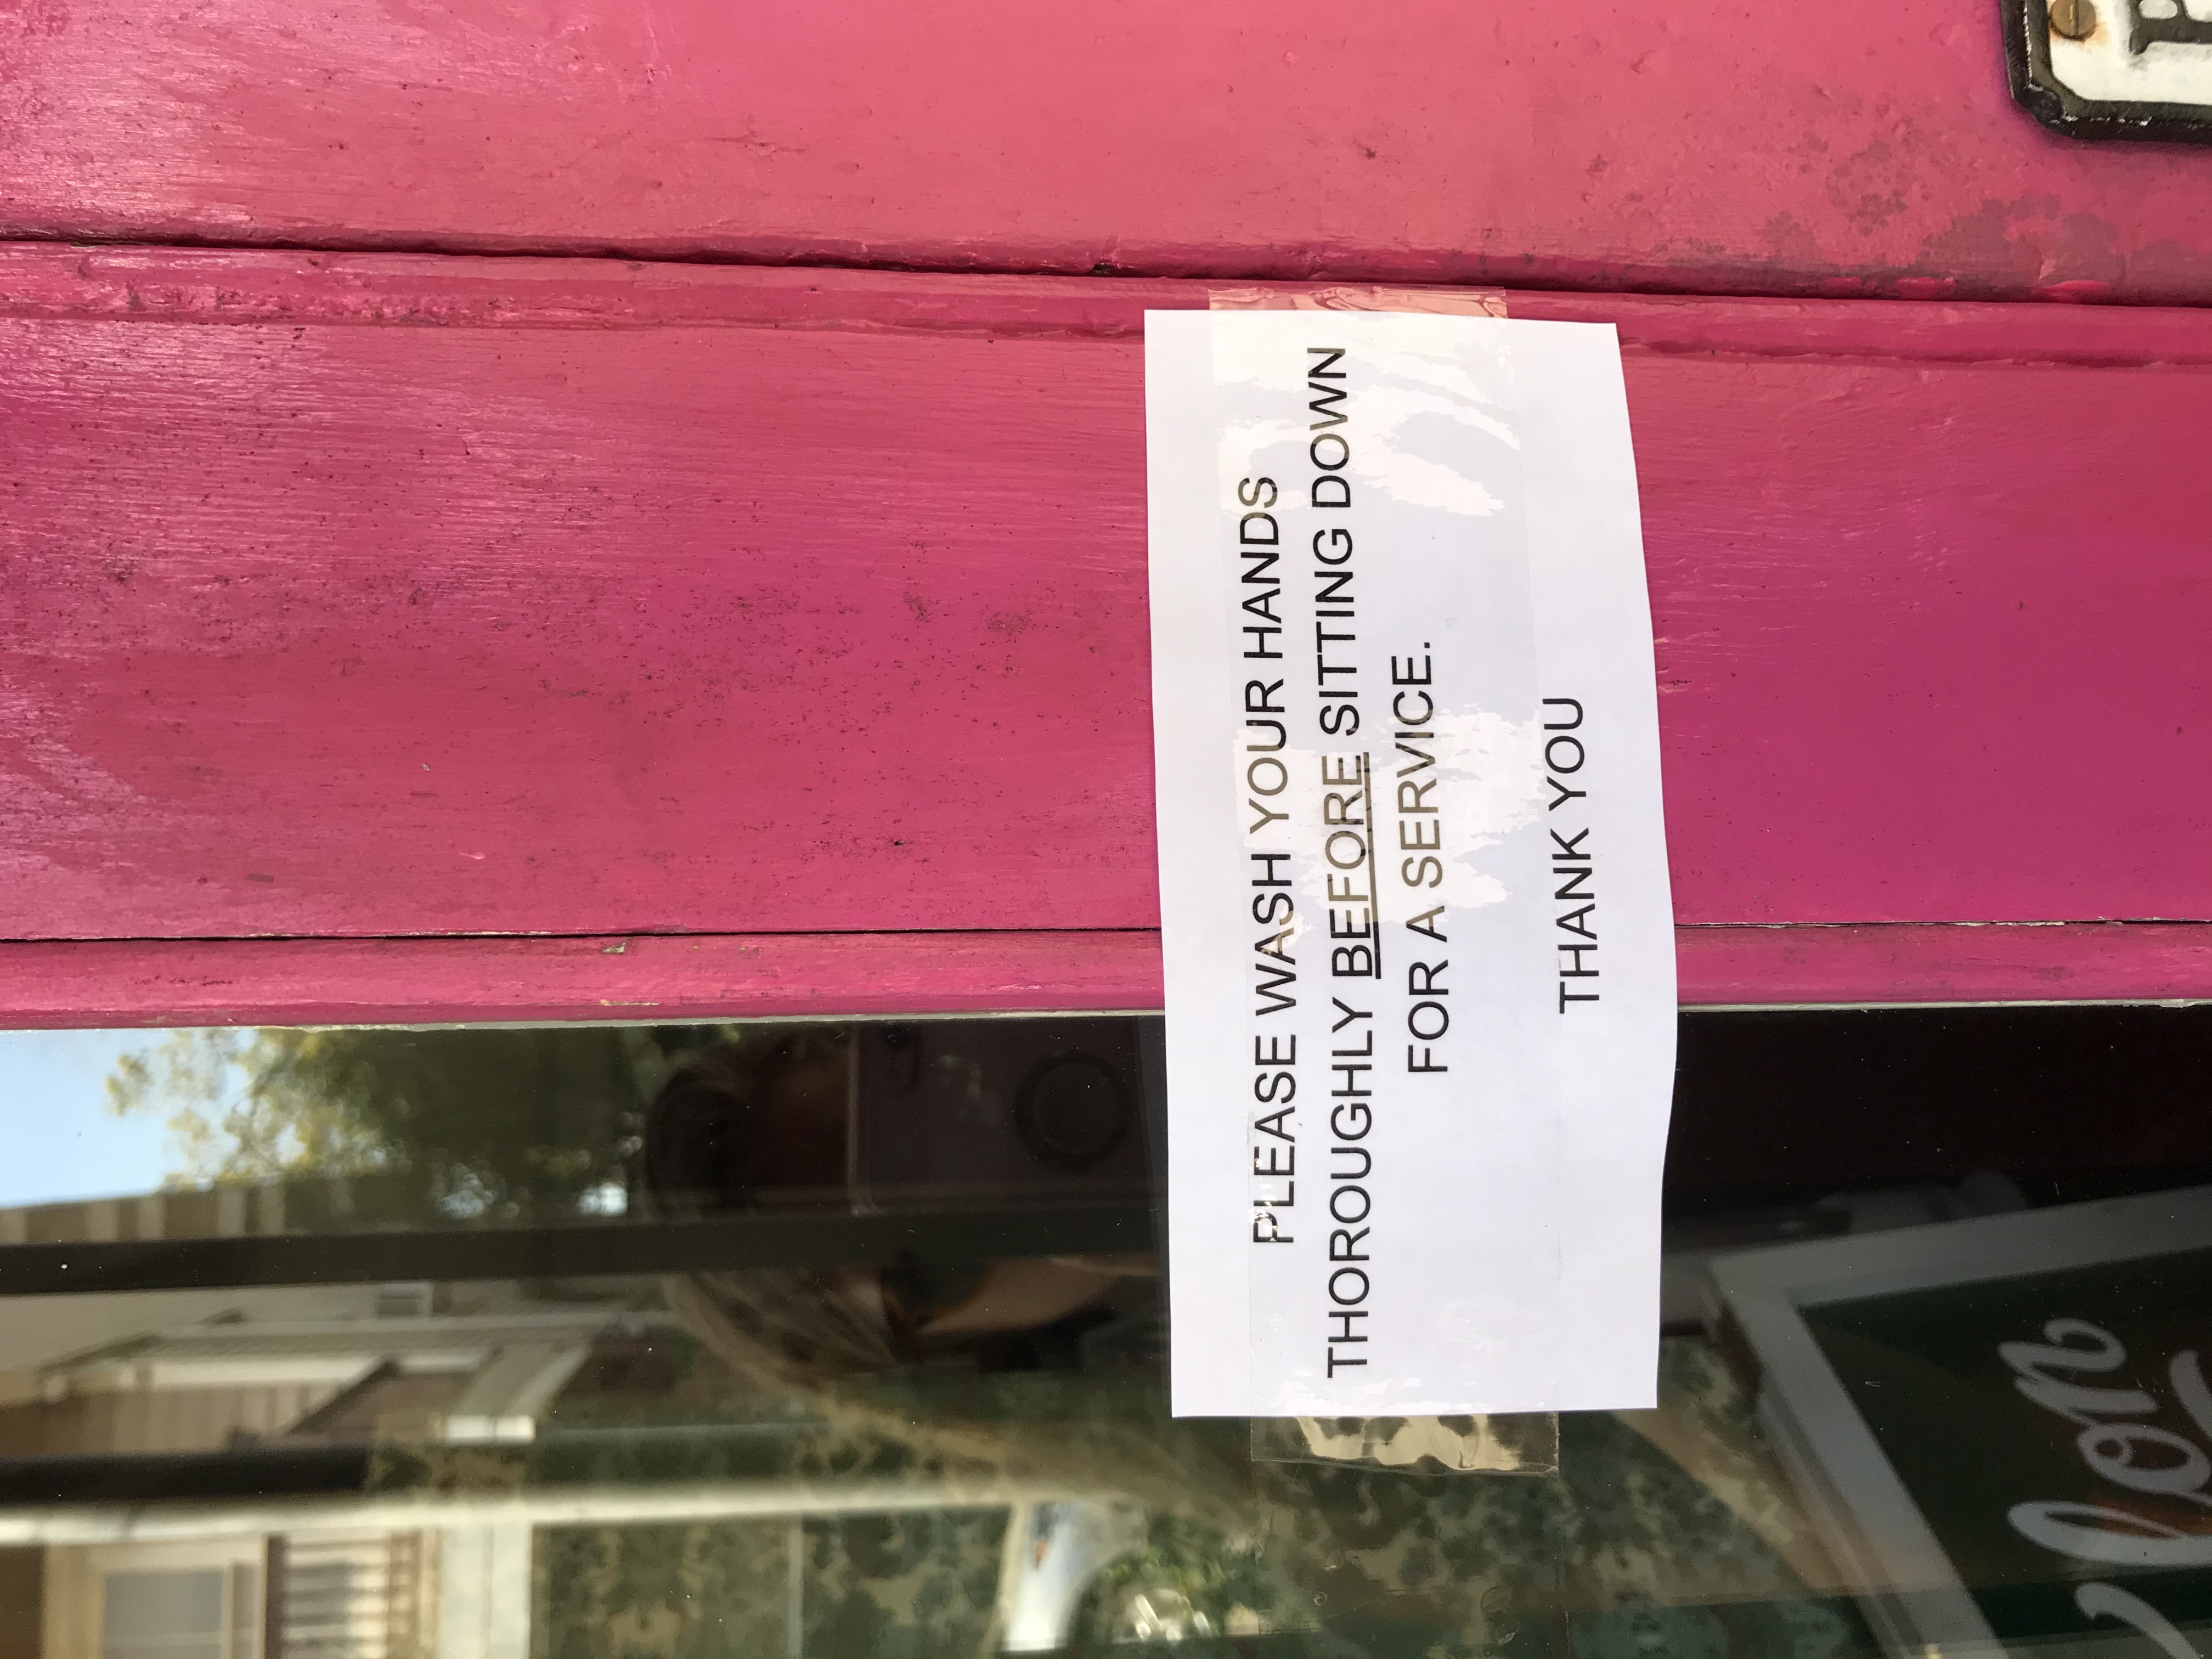 PLEASE WASH YOUR HANDS
THOROUGHLY BEFORE SITTING DOWN
FOR A SERVICE.
THANK YOU